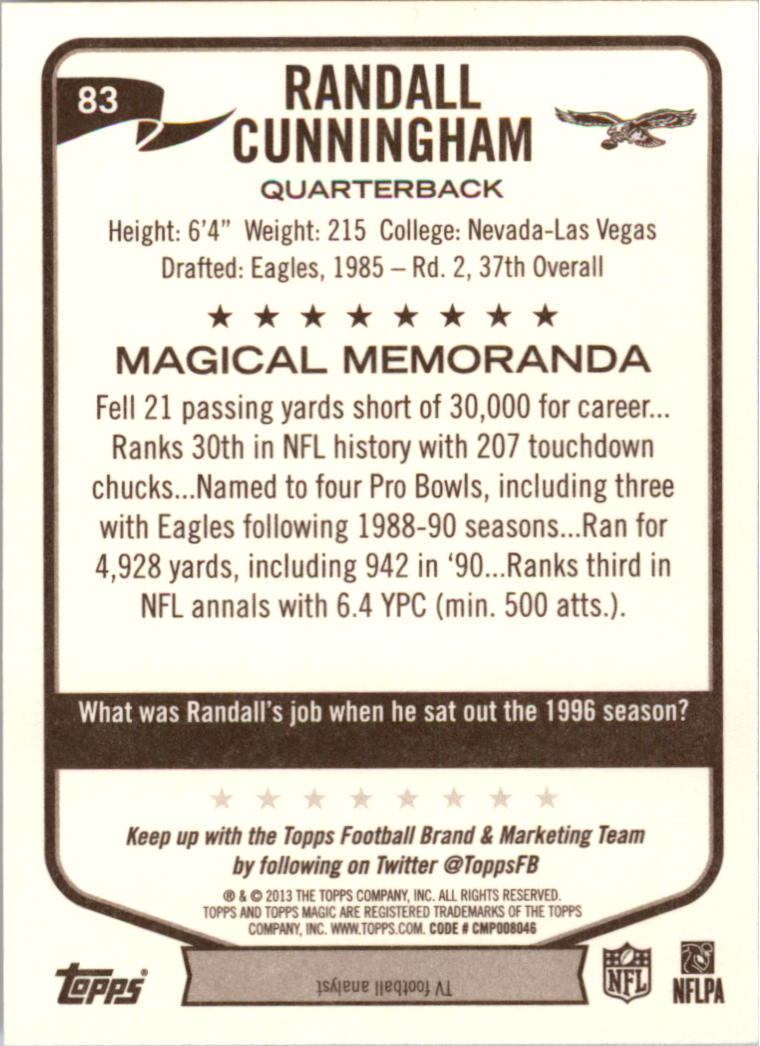 83
RANDALL
CUNNINGHAM
QUARTERBACK
Height: 6'4" Weight: 215 College: Nevada-Las Vegas
Drafted: Eagles, 1985 – Rd. 2, 37th Overall
MAGICAL MEMORANDA
Fell 21 passing yards short of 30,000 for career...
Ranks 30th in NFL history with 207 touchdown
chucks...Named to four Pro Bowls, including three
with Eagles following 1988-90 seasons...Ran for
4,928 yards, including 942 in ‘90...Ranks third in
NFL annals with 6.4 YPC (min. 500 atts.).
What was Randall's job when he sat out the 1996 season?
Keep up with the Topps Football Brand & Marketing Team
by following on Twitter @ToppsFB
® & © 2013 THE TOPPS COMPANY, INC. ALL RIGHTS RESERVED.
TOPPS AND TOPPS MAGIC ARE REGISTERED TRADEMARKS OF THE TOPPS
COMPANY, INC. WWW.TOPPS.COM. CODE # CMP008046
Topps®
TV football analyst
NFL
NFLPA